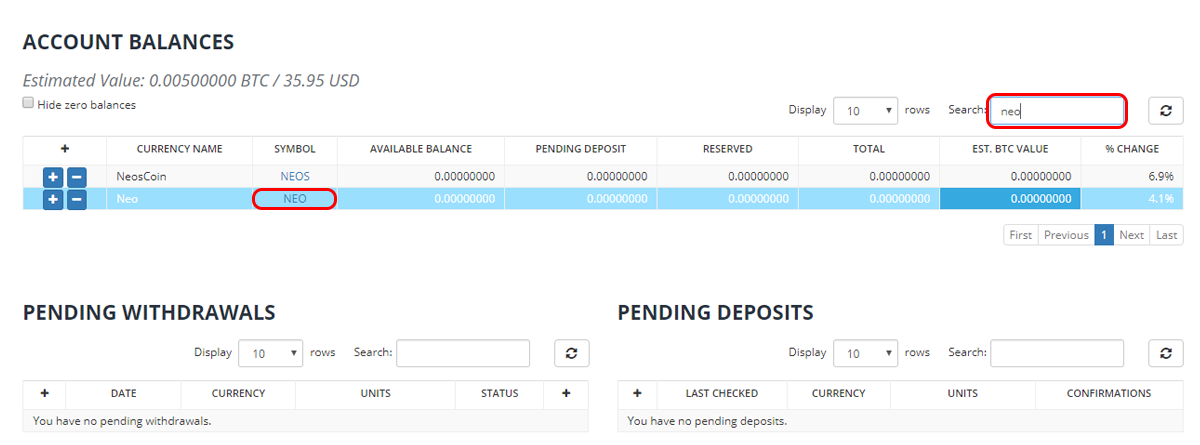 ACCOUNT BALANCES
Estimated Value: 0.00500000 BTC / 35.95 USD
Hide zero balances
Display 10 rows Search: neo
+ CURRENCY NAME SYMBOL AVAILABLE BALANCE PENDING DEPOSIT RESERVED TOTAL EST. BTC VALUE % CHANGE
+ − NeosCoin NEOS 0.00000000 0.00000000 0.00000000 0.00000000 0.00000000 6.9%
+ − Neo NEO 0.00000000 0.00000000 0.00000000 0.00000000 0.00000000 4.1%
First Previous 1 Next Last
PENDING WITHDRAWALS
Display 10 rows Search:
+ DATE CURRENCY UNITS STATUS +
You have no pending withdrawals.
PENDING DEPOSITS
Display 10 rows Search:
+ LAST CHECKED CURRENCY UNITS CONFIRMATIONS
You have no pending deposits.